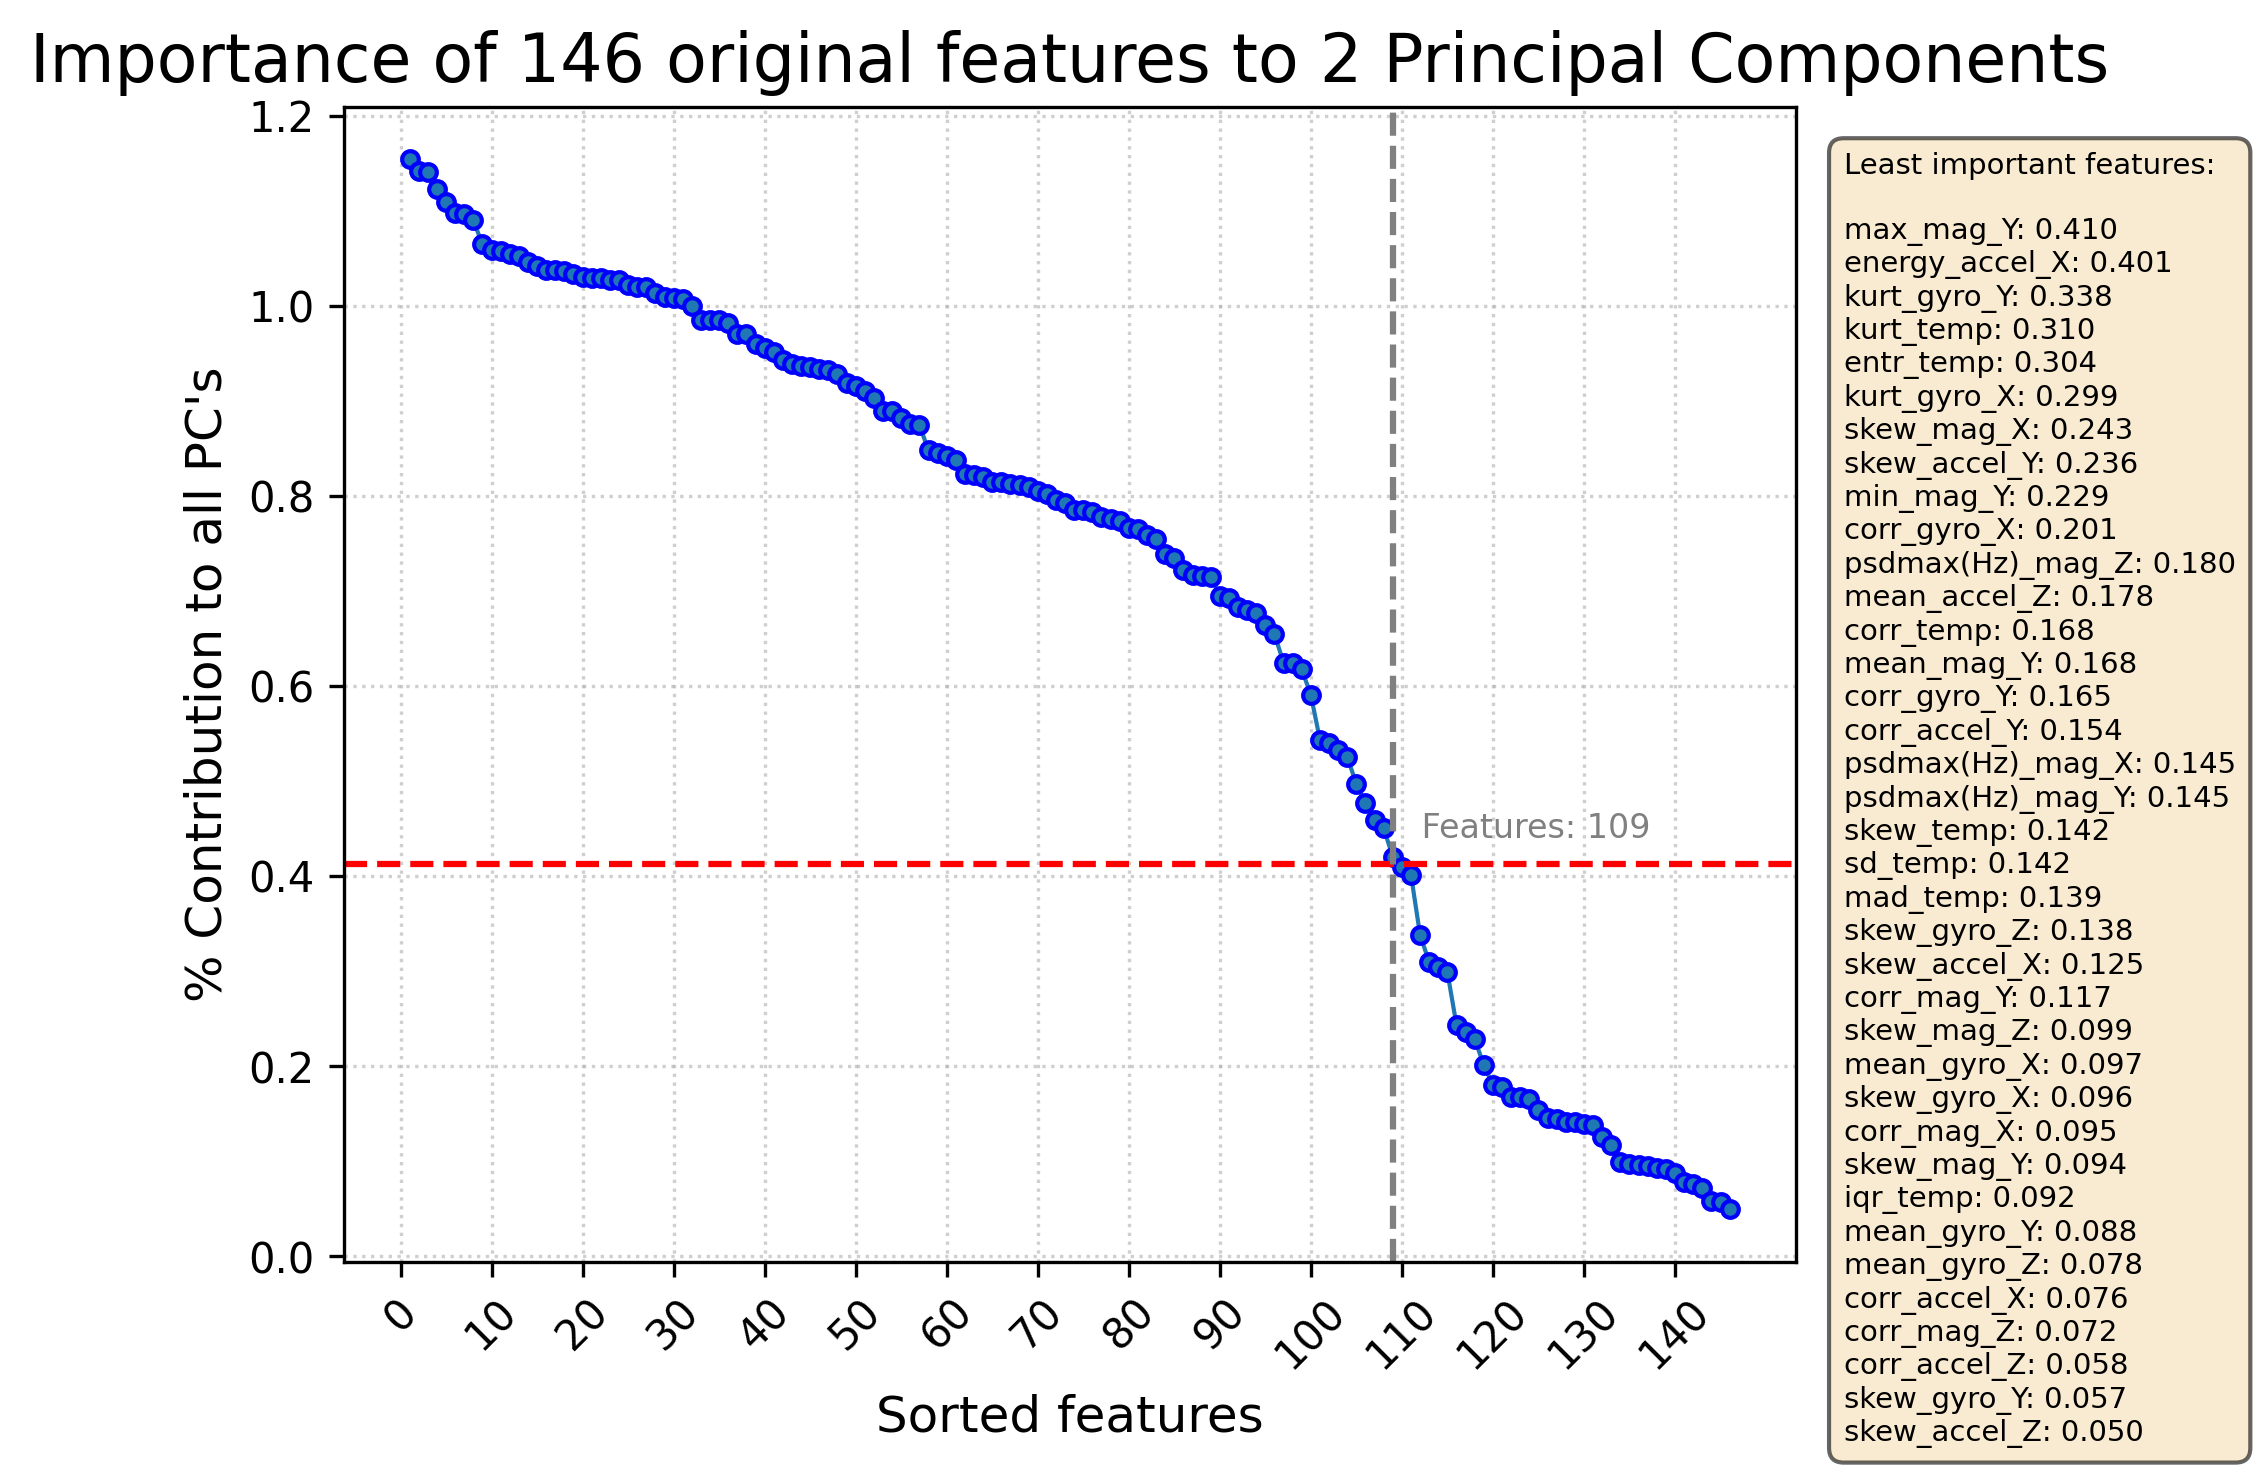 Importance of 146 original features to 2 Principal Components
1.2
1.0
0.8
0.6
0.4
0.2
0.0
% Contribution to all PC's
Features: 109
0
10
20
30
40
50
60
70
80
90
100
110
120
130
140
Sorted features
Least important features:
max_mag_Y: 0.410
energy_accel_X: 0.401
kurt_gyro_Y: 0.338
kurt_temp: 0.310
entr_temp: 0.304
kurt_gyro_X: 0.299
skew_mag_X: 0.243
skew_accel_Y: 0.236
min_mag_Y: 0.229
corr_gyro_X: 0.201
psdmax(Hz)_mag_Z: 0.180
mean_accel_Z: 0.178
corr_temp: 0.168
mean_mag_Y: 0.168
corr_gyro_Y: 0.165
corr_accel_Y: 0.154
psdmax(Hz)_mag_X: 0.145
psdmax(Hz)_mag_Y: 0.145
skew_temp: 0.142
sd_temp: 0.142
mad_temp: 0.139
skew_gyro_Z: 0.138
skew_accel_X: 0.125
corr_mag_Y: 0.117
skew_mag_Z: 0.099
mean_gyro_X: 0.097
skew_gyro_X: 0.096
corr_mag_X: 0.095
skew_mag_Y: 0.094
iqr_temp: 0.092
mean_gyro_Y: 0.088
mean_gyro_Z: 0.078
corr_accel_X: 0.076
corr_mag_Z: 0.072
corr_accel_Z: 0.058
skew_gyro_Y: 0.057
skew_accel_Z: 0.050